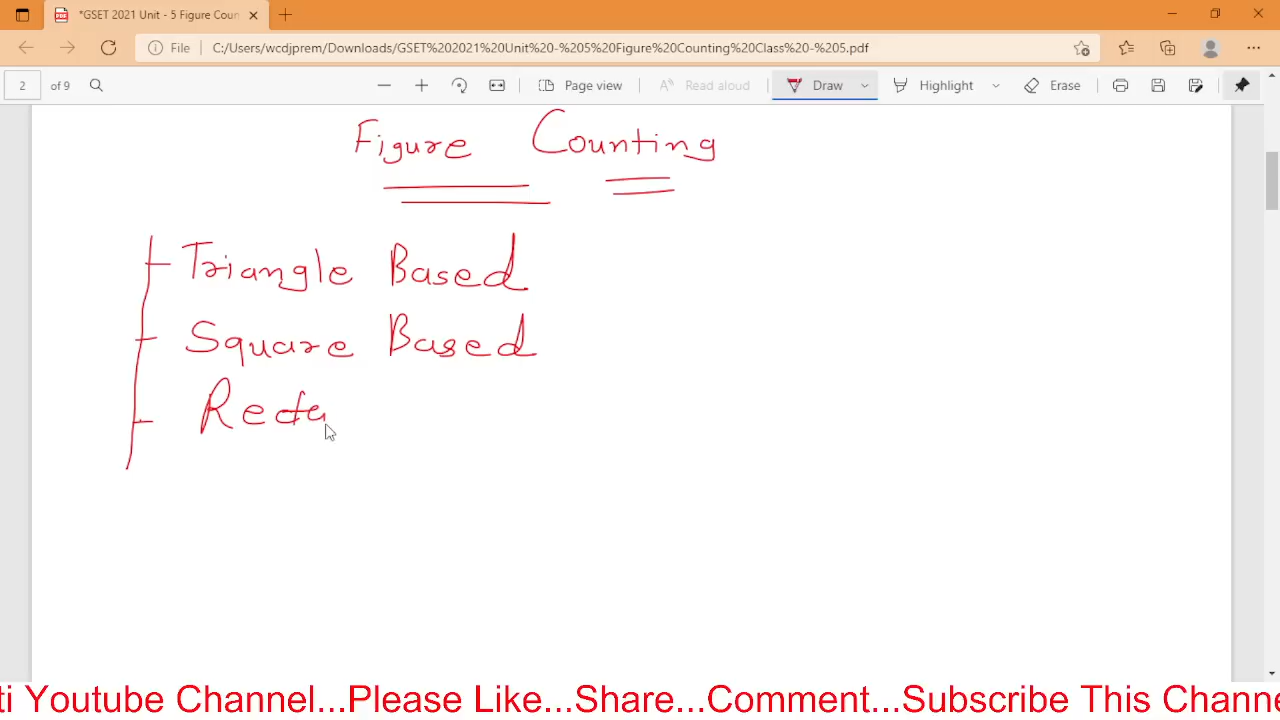 *GSET 2021 Unit - 5 Figure Coun
File C:/Users/wcdjprem/Downloads/GSET%202021%20Unit%20-%205%20Figure%20Counting%20Class%20-%205.pdf
2 of 9 Page view Read aloud Draw Highlight Erase
Figure Counting
Triangle Based
Square Based
Recta
ti Youtube Channel...Please Like...Share...Comment...Subscribe This Channe